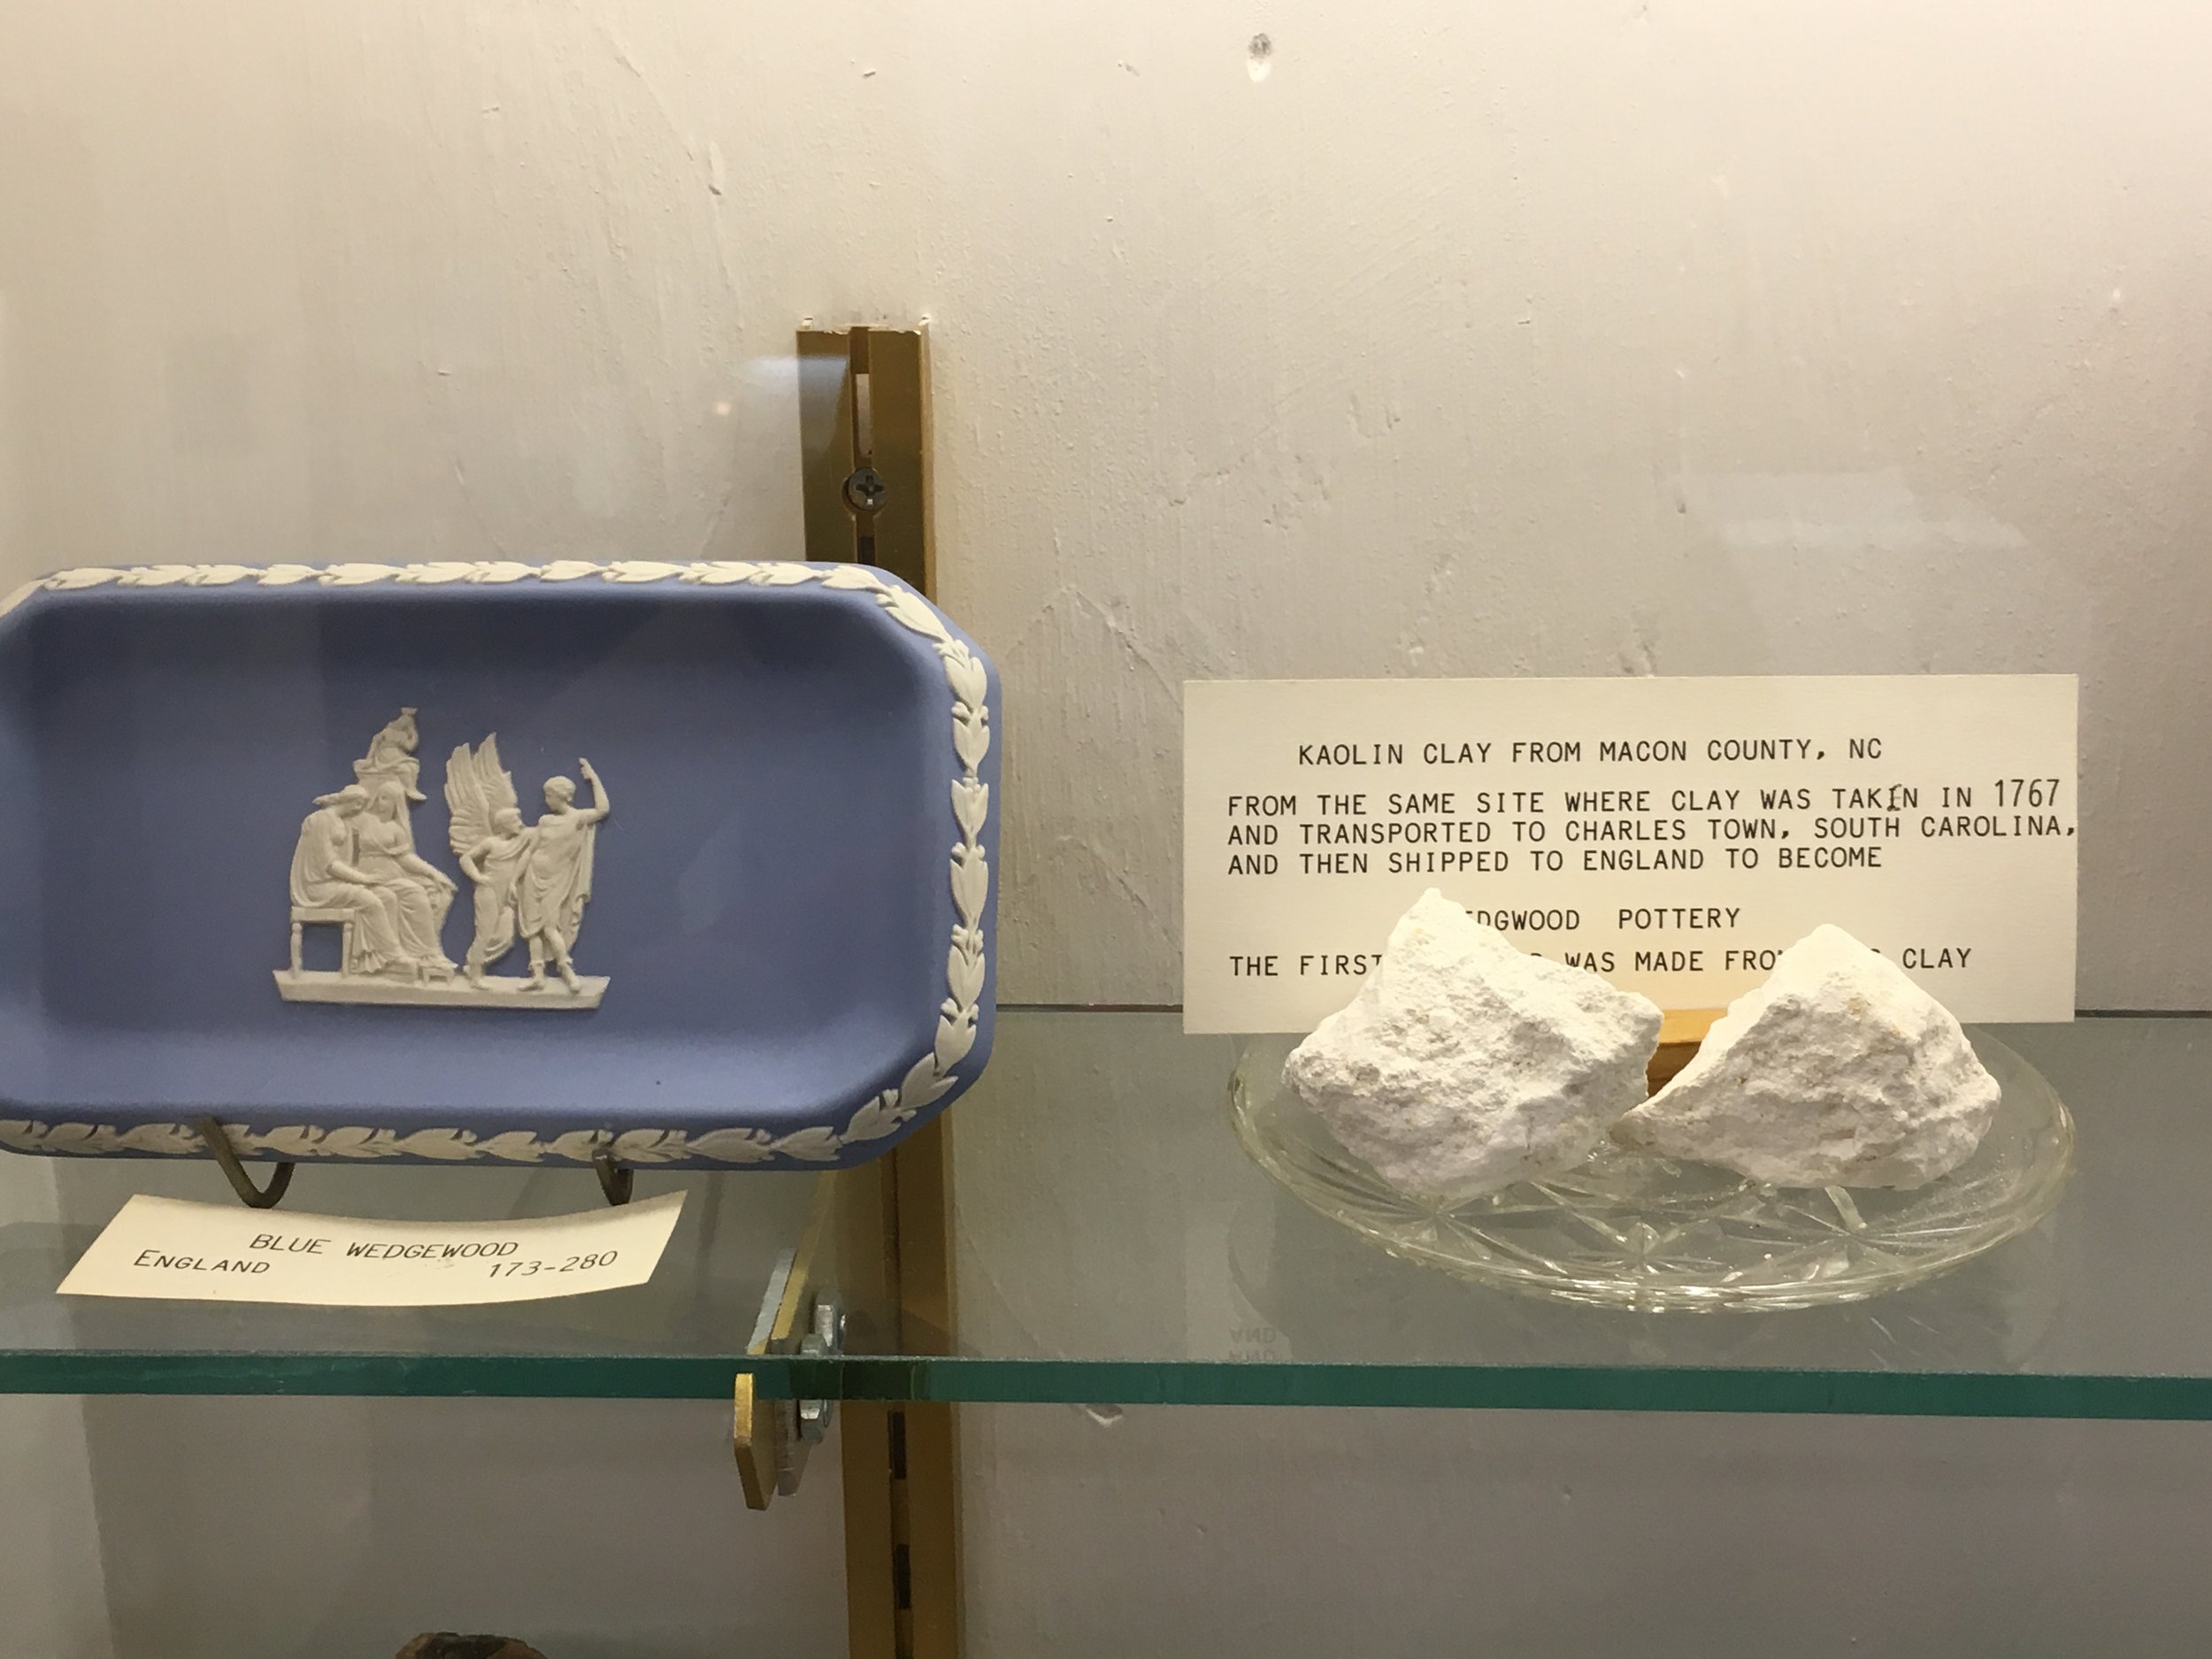 KAOLIN CLAY FROM MACON COUNTY, NC
FROM THE SAME SITE WHERE CLAY WAS TAKEN IN 1767
AND TRANSPORTED TO CHARLES TOWN, SOUTH CAROLINA,
AND THEN SHIPPED TO ENGLAND TO BECOME
EDGWOOD POTTERY
THE FIRST WAS MADE CLAY
BLUE WEDGEWOOD
ENGLAND 173-280